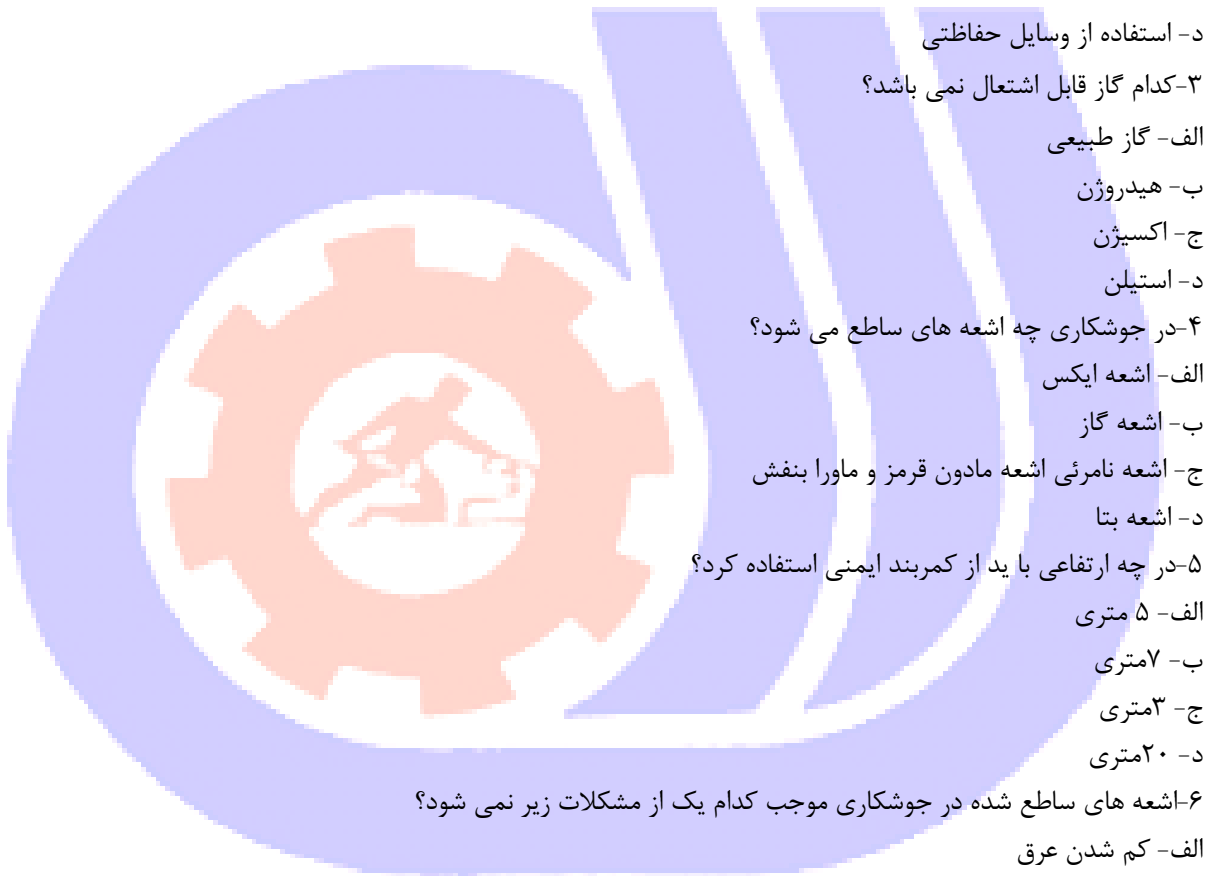 د- استفاده از وسایل حفاظتی
۳-کدام گاز قابل اشتعال نمی باشد؟
الف- گاز طبیعی
ب- هیدروژن
ج- اکسیژن
د- استیلن
۴-در جوشکاری چه اشعه های ساطع می شود؟
الف- اشعه ایکس
ب- اشعه گاز
ج- اشعه نامرئی اشعه مادون قرمز و ماورا بنفش
د- اشعه بتا
۵-در چه ارتفاعی با ید از کمربند ایمنی استفاده کرد؟
الف- ۵ متری
ب- ۷متری
ج- ۳متری
د- ۲۰متری
۶-اشعه های ساطع شده در جوشکاری موجب کدام یک از مشکلات زیر نمی شود؟
الف- کم شدن عرق